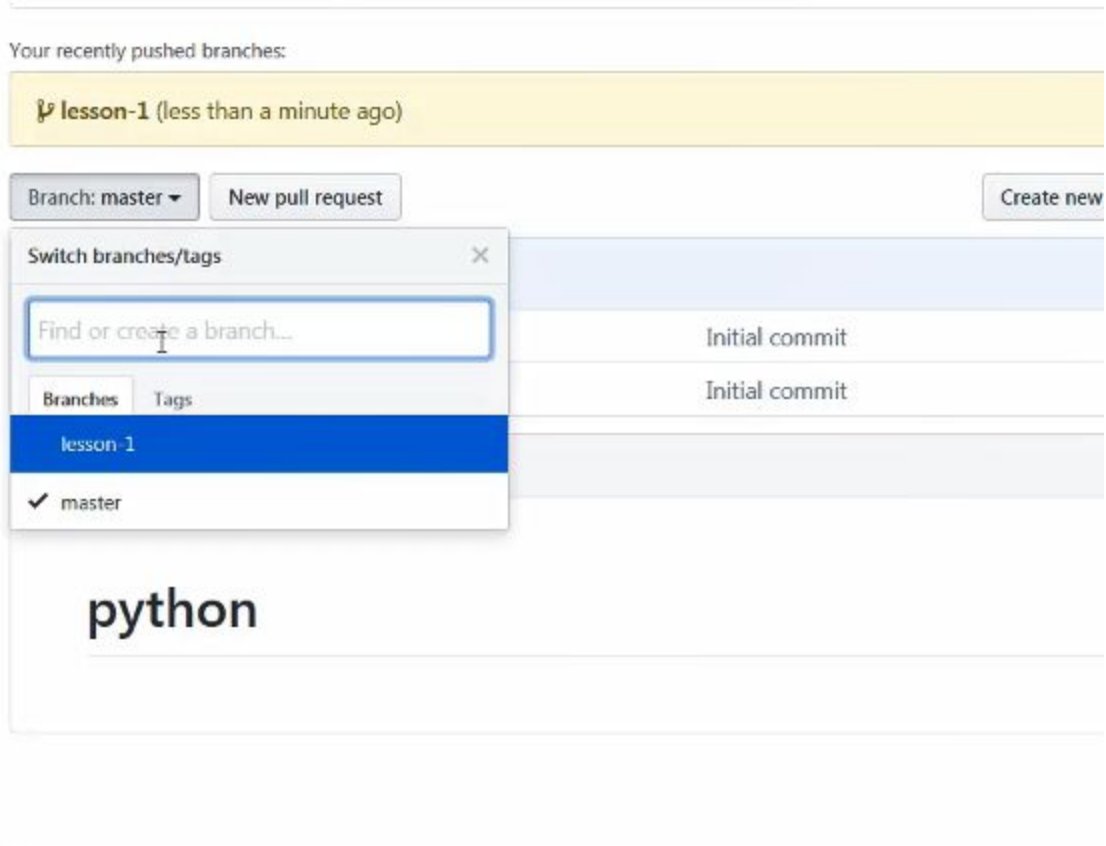 Your recently pushed branches:
lesson-1 (less than a minute ago)
Branch: master New pull request Create new
Switch branches/tags
Find or create a branch...
Initial commit
Branches Tags
Initial commit
lesson-1
master
python